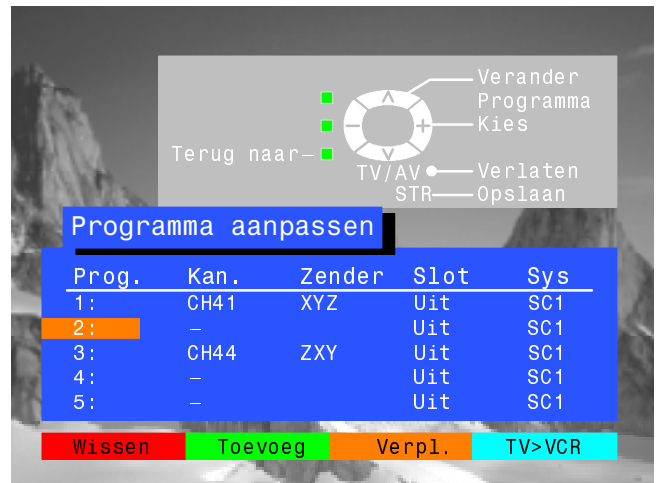 Verander
Programma
Kies
Terug naar
TV/AV Verlaten
STR Opslaan
Programma aanpassen
Prog. Kan. Zender Slot Sys
1: CH41 XYZ Uit SC1
2: – Uit SC1
3: CH44 ZXY Uit SC1
4: – Uit SC1
5: – Uit SC1
Wissen Toevoeg Verpl. TV>VCR